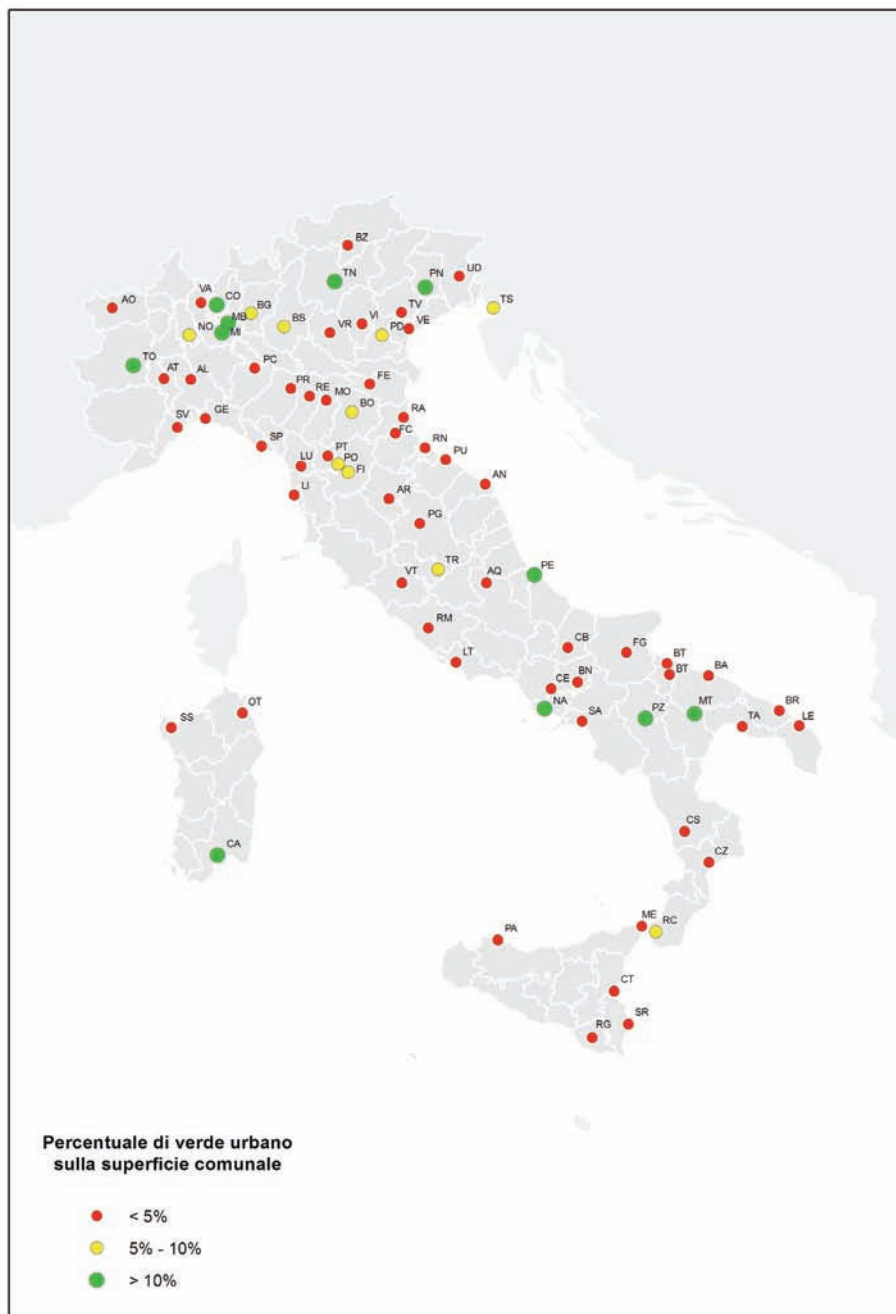 BZ
TN
PN
UD
AO
VA
CO
BG
TS
MB
BS
TV
VI
VE
NO
MI
VR
PD
TO
AT
AL
PC
FE
PR
RE
MO
BO
RA
SV
GE
FC
SP
RN
LU
PT
PO
PU
FI
LI
AN
AR
PG
TR
PE
VT
AQ
RM
CB
FG
LT
BT
BN
BT
BA
CE
NA
MT
BR
OT
SS
SA
PZ
TA
LE
CS
CA
CZ
ME
RC
PA
CT
SR
RG
Percentuale di verde urbano
sulla superficie comunale
< 5%
5% - 10%
> 10%